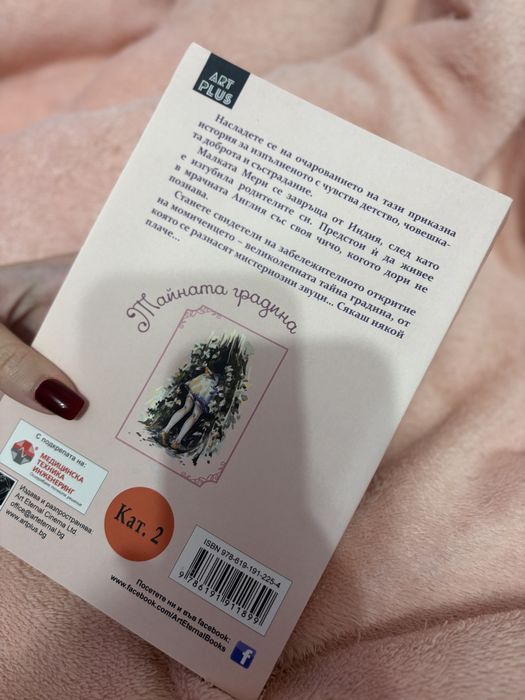 ART
PLUS
Насладете се на очарованието на тази приказна
история за изпълненото с чувства детство, човешка-
та доброта и състрадание.
Малката Мери се завръща от Индия, след като
е изгубила родителите си. Предстои ѝ да живее
в мрачната Англия със своя чичо, когото дори не
познава.
Станете свидетели на забележителното откритие
на момиченцето – великолепната тайна градина, от
която се разнасят мистериозни звуци... Сякаш някой
плаче...
Тайната градина
С подкрепата на:
МЕДИЦИНСКА
ТЕХНИКА
ИНЖЕНЕРИНГ
Издава и разпространява:
Art Eternal Cinema Ltd
office@arteternal.bg
www.artplus.bg
Кат. 2
ISBN 978-619-191-225-4
9786191911899
Посетете ни и във facebook:
www.facebook.com/ArtEternalBooks
f